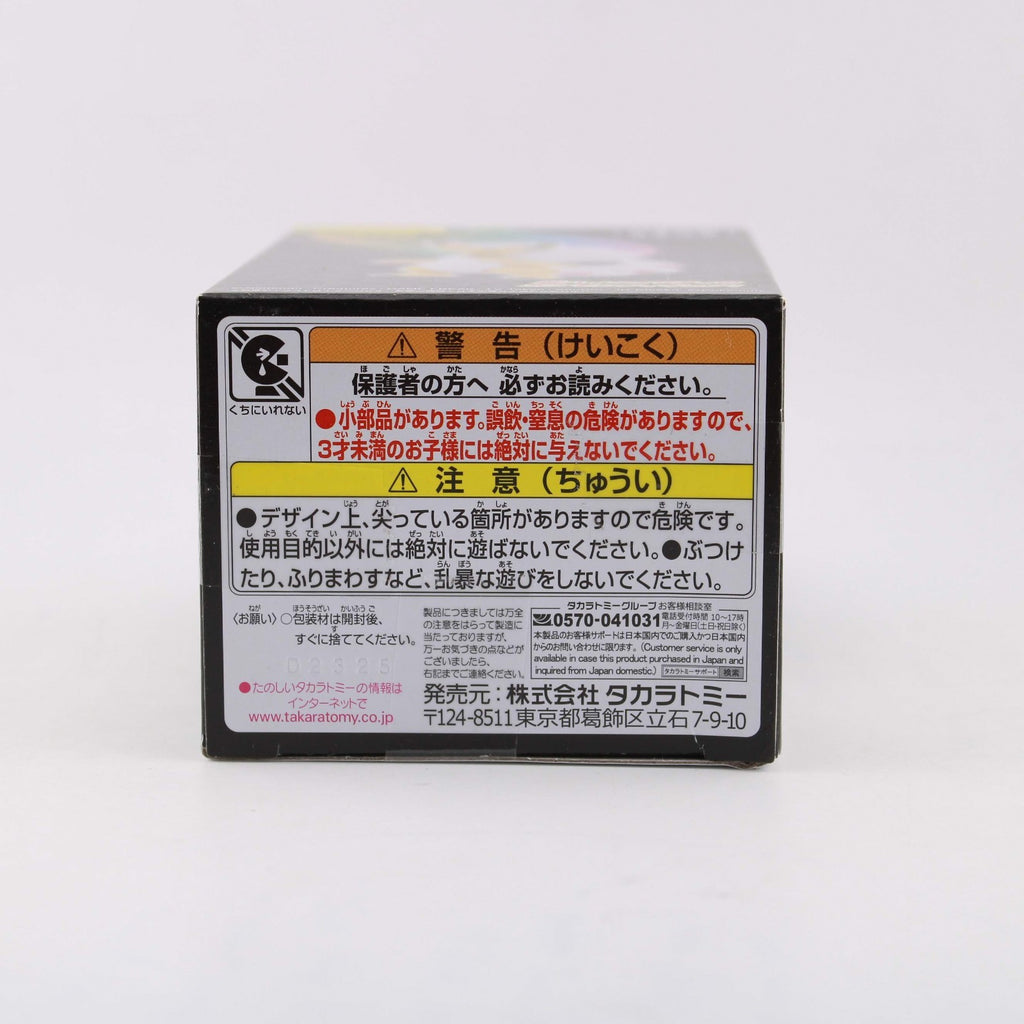 くちにいれない
⚠ 警 告 (けいこく)
保護者の方へ 必ずお読みください。
●小部品があります。誤飲・窒息の危険がありますので、
3才未満のお子様には絶対に与えないでください。
⚠ 注 意 (ちゅうい)
●デザイン上、尖っている箇所がありますので危険です。
使用目的以外には絶対に遊ばないでください。●ぶつけ
たり、ふりまわすなど、乱暴な遊びをしないでください。
〈お願い〉○包装材は開封後、
すぐに捨ててください。
02325
●たのしいタカラトミーの情報は
インターネットで
www.takaratomy.co.jp
製品につきましては万全
の注意をはらって製造に
当たっておりますが、
万一お気づきの点などが
ございましたら、
右記までご連絡ください。
タカラトミーグループ お客様相談室
0570-041031 電話受付時間 10〜17時
月〜金曜日(土日・祝日除く)
本製品のお客様サポートは日本国内でのご購入かつ日本国内
からのお問い合わせに限ります。(Customer service is only
available in case this product purchased in Japan and
inquired from Japan domestic.) タカラトミーサポート 検索
発売元:株式会社 タカラトミー
〒124-8511 東京都葛飾区立石7-9-10